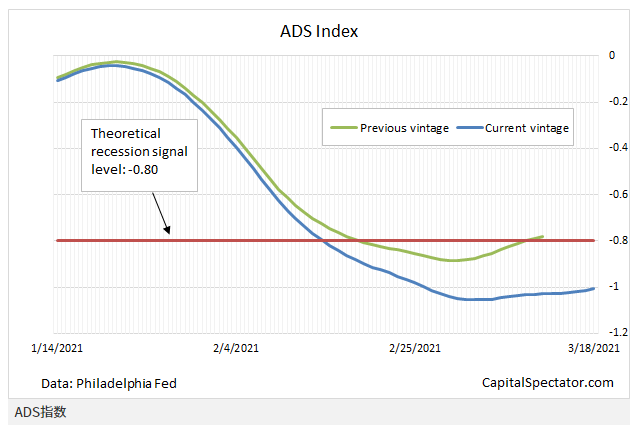 ADS Index
0
-0.2
-0.4
-0.6
-0.8
-1
-1.2
Theoretical
recession signal
level: -0.80
Previous vintage
Current vintage
1/14/2021
2/4/2021
2/25/2021
3/18/2021
Data: Philadelphia Fed
CapitalSpectator.com
ADS指数